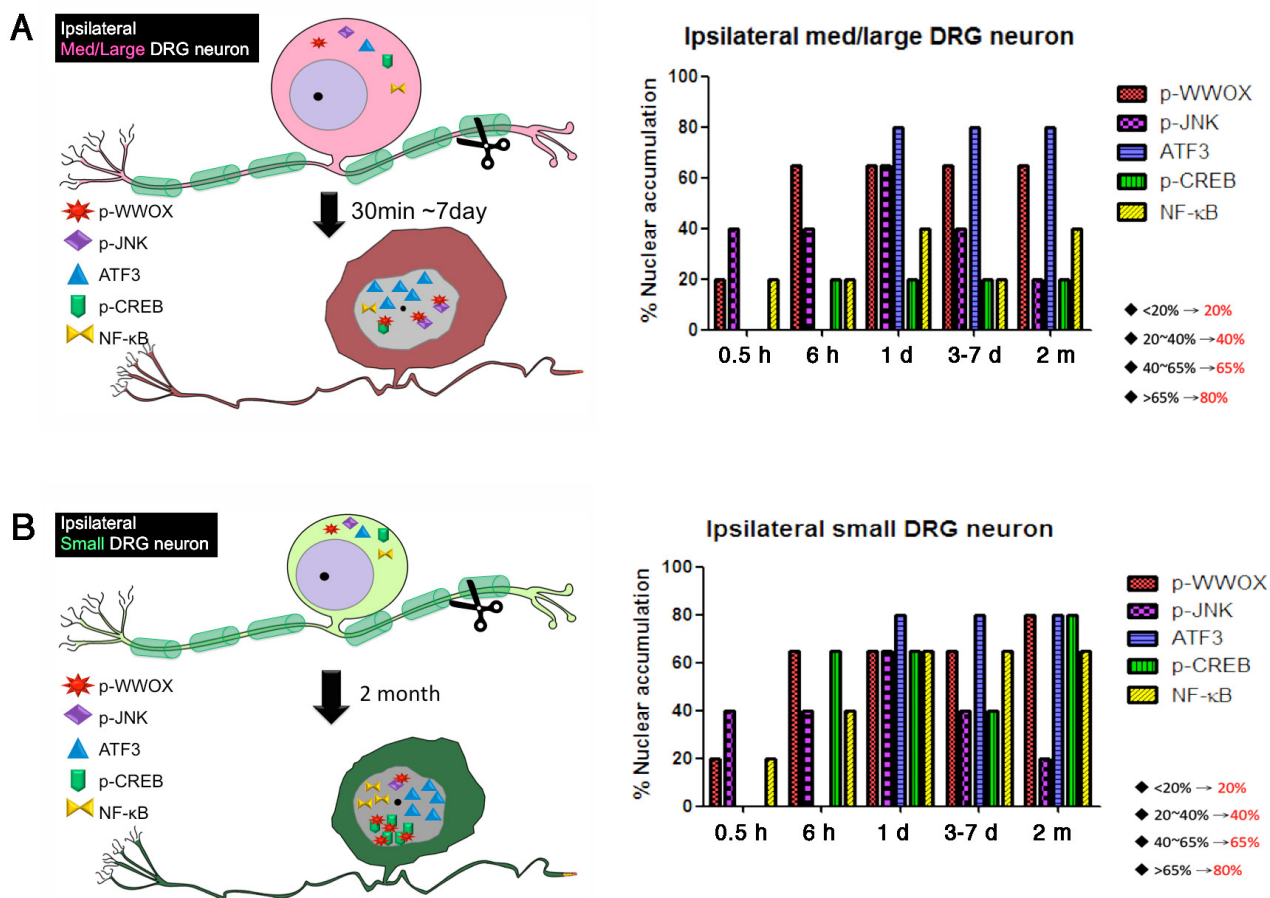 A
Ipsilateral
Med/Large DRG neuron
p-WWOX
p-JNK
ATF3
p-CREB
NF-κB
30min ~7day
Ipsilateral med/large DRG neuron
% Nuclear accumulation
100
80
60
40
20
0
0.5 h 6 h 1 d 3-7 d 2 m
p-WWOX
p-JNK
ATF3
p-CREB
NF-κB
◆ <20% → 20%
◆ 20~40% →40%
◆ 40~65% →65%
◆ >65% →80%
B
Ipsilateral
Small DRG neuron
p-WWOX
p-JNK
ATF3
p-CREB
NF-κB
2 month
Ipsilateral small DRG neuron
% Nuclear accumulation
100
80
60
40
20
0
0.5 h 6 h 1 d 3-7 d 2 m
p-WWOX
p-JNK
ATF3
p-CREB
NF-κB
◆ <20% → 20%
◆ 20~40% →40%
◆ 40~65% →65%
◆ >65% →80%